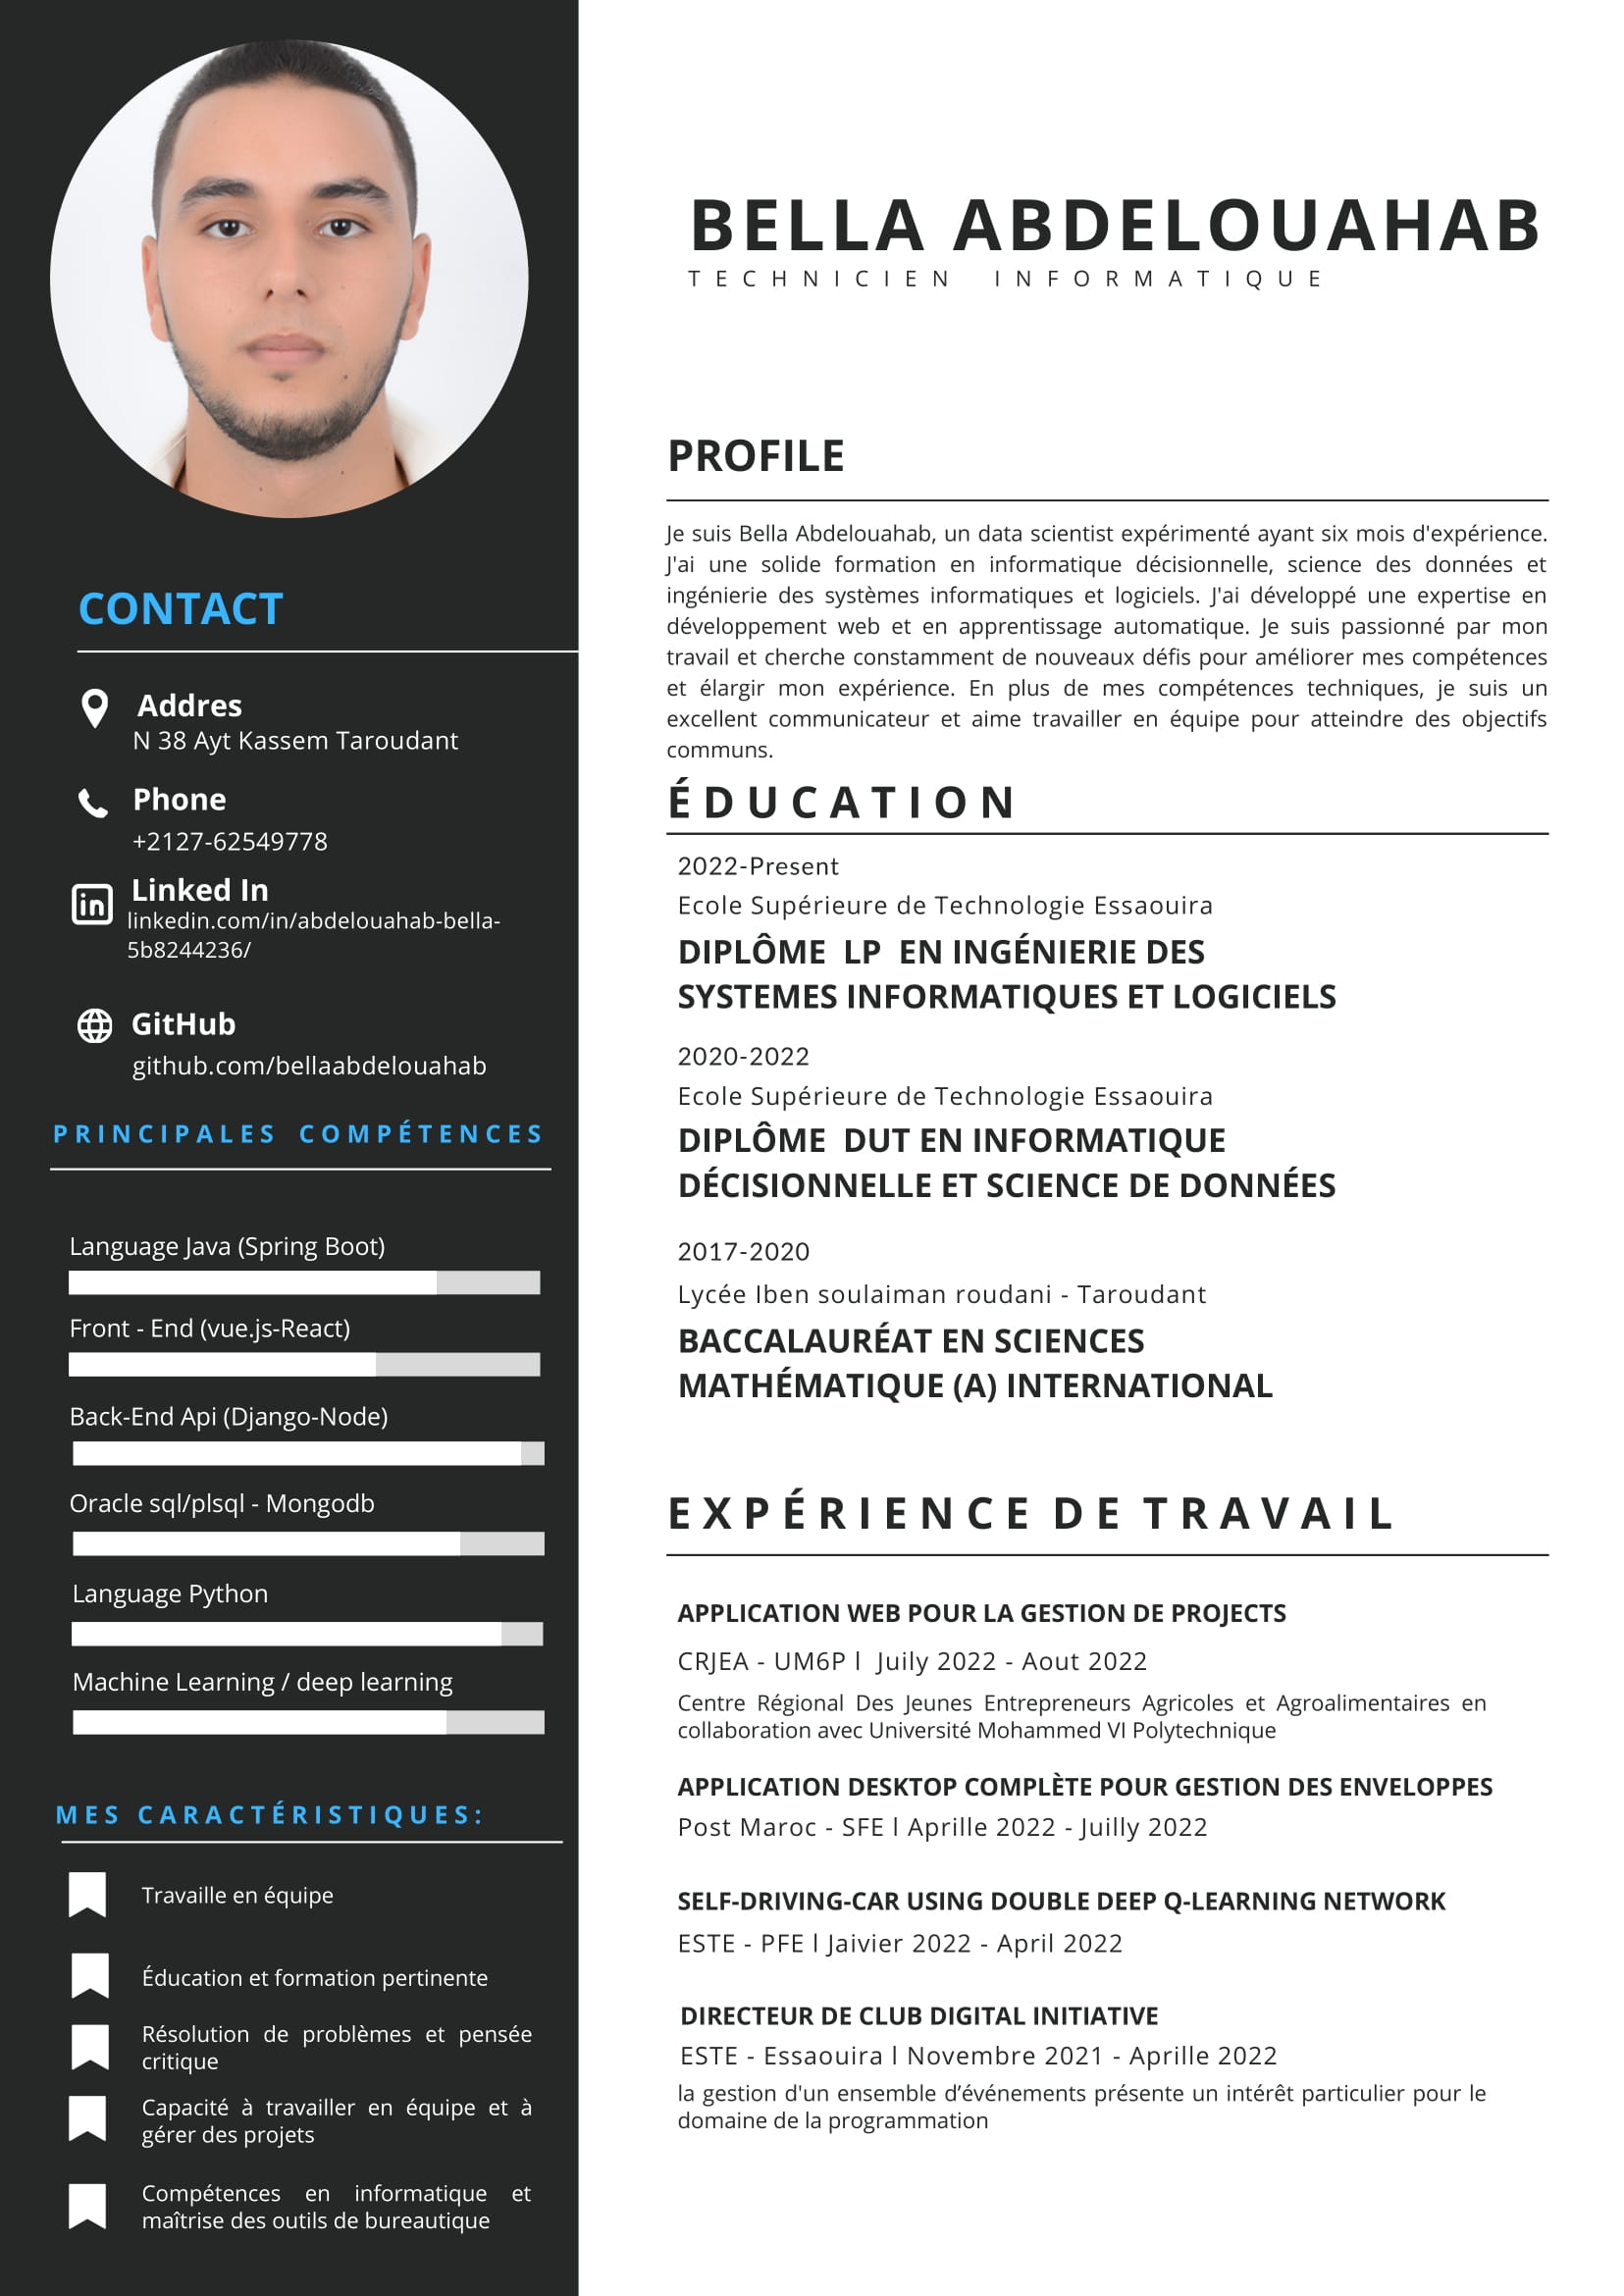 CONTACT
Addres
N 38 Ayt Kassem Taroudant
Phone
+2127-62549778
Linked In
linkedin.com/in/abdelouahab-bella-
5b8244236/
GitHub
github.com/bellaabdelouahab
PRINCIPALES COMPÉTENCES
Language Java (Spring Boot)
Front - End (vue.js-React)
Back-End Api (Django-Node)
Oracle sql/plsql - Mongodb
Language Python
Machine Learning / deep learning
MES CARACTÉRISTIQUES:
Travaille en équipe
Éducation et formation pertinente
Résolution de problèmes et pensée
critique
Capacité à travailler en équipe et à
gérer des projets
Compétences en informatique et
maîtrise des outils de bureautique
BELLA ABDELOUAHAB
TECHNICIEN INFORMATIQUE
PROFILE
Je suis Bella Abdelouahab, un data scientist expérimenté ayant six mois d'expérience.
J'ai une solide formation en informatique décisionnelle, science des données et
ingénierie des systèmes informatiques et logiciels. J'ai développé une expertise en
développement web et en apprentissage automatique. Je suis passionné par mon
travail et cherche constamment de nouveaux défis pour améliorer mes compétences
et élargir mon expérience. En plus de mes compétences techniques, je suis un
excellent communicateur et aime travailler en équipe pour atteindre des objectifs
communs.
ÉDUCATION
2022-Present
Ecole Supérieure de Technologie Essaouira
DIPLÔME LP EN INGÉNIERIE DES
SYSTEMES INFORMATIQUES ET LOGICIELS
2020-2022
Ecole Supérieure de Technologie Essaouira
DIPLÔME DUT EN INFORMATIQUE
DÉCISIONNELLE ET SCIENCE DE DONNÉES
2017-2020
Lycée Iben soulaiman roudani - Taroudant
BACCALAURÉAT EN SCIENCES
MATHÉMATIQUE (A) INTERNATIONAL
EXPÉRIENCE DE TRAVAIL
APPLICATION WEB POUR LA GESTION DE PROJECTS
CRJEA - UM6P l Juily 2022 - Aout 2022
Centre Régional Des Jeunes Entrepreneurs Agricoles et Agroalimentaires en
collaboration avec Université Mohammed VI Polytechnique
APPLICATION DESKTOP COMPLÈTE POUR GESTION DES ENVELOPPES
Post Maroc - SFE l Aprille 2022 - Juilly 2022
SELF-DRIVING-CAR USING DOUBLE DEEP Q-LEARNING NETWORK
ESTE - PFE l Jaivier 2022 - April 2022
DIRECTEUR DE CLUB DIGITAL INITIATIVE
ESTE - Essaouira l Novembre 2021 - Aprille 2022
la gestion d'un ensemble d’événements présente un intérêt particulier pour le
domaine de la programmation